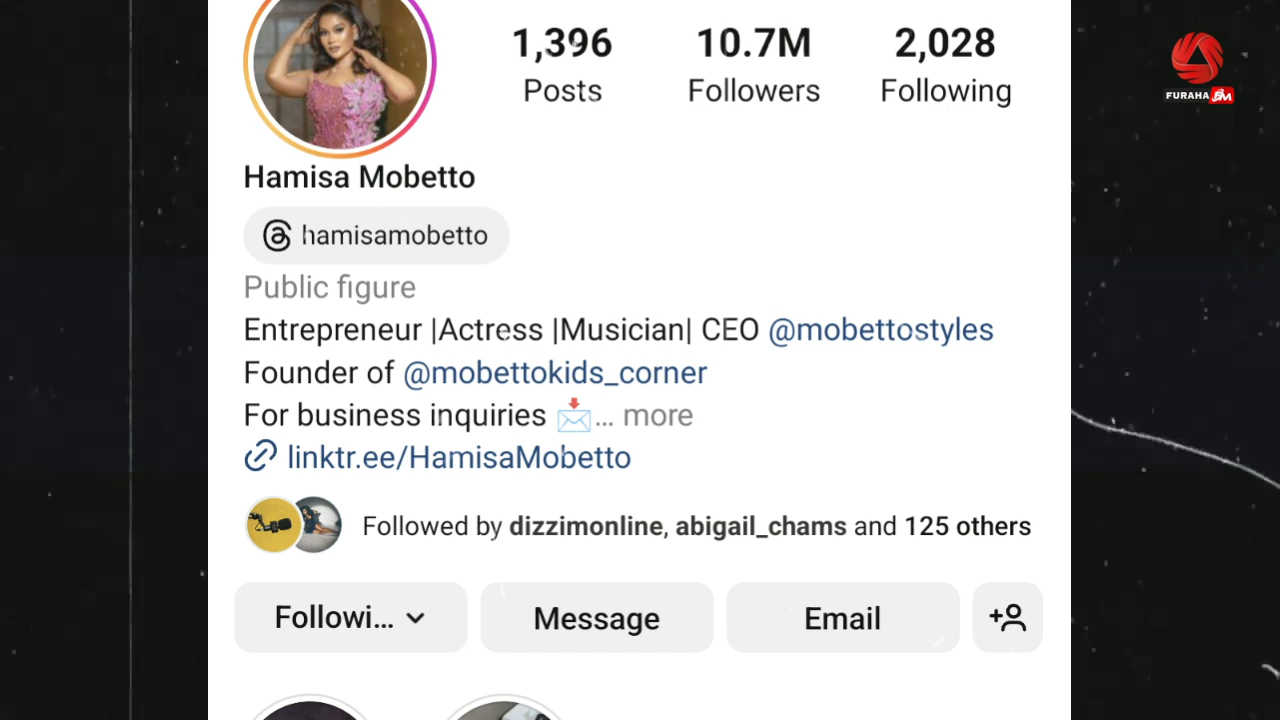 1,396 10.7M 2,028
Posts Followers Following
FURAHA FM
Hamisa Mobetto
hamisamobetto
Public figure
Entrepreneur |Actress |Musician| CEO @mobettostyles
Founder of @mobettokids_corner
For business inquiries 📩... more
linktr.ee/HamisaMobetto
Followed by dizzimonline, abigail_chams and 125 others
Followi... Message Email